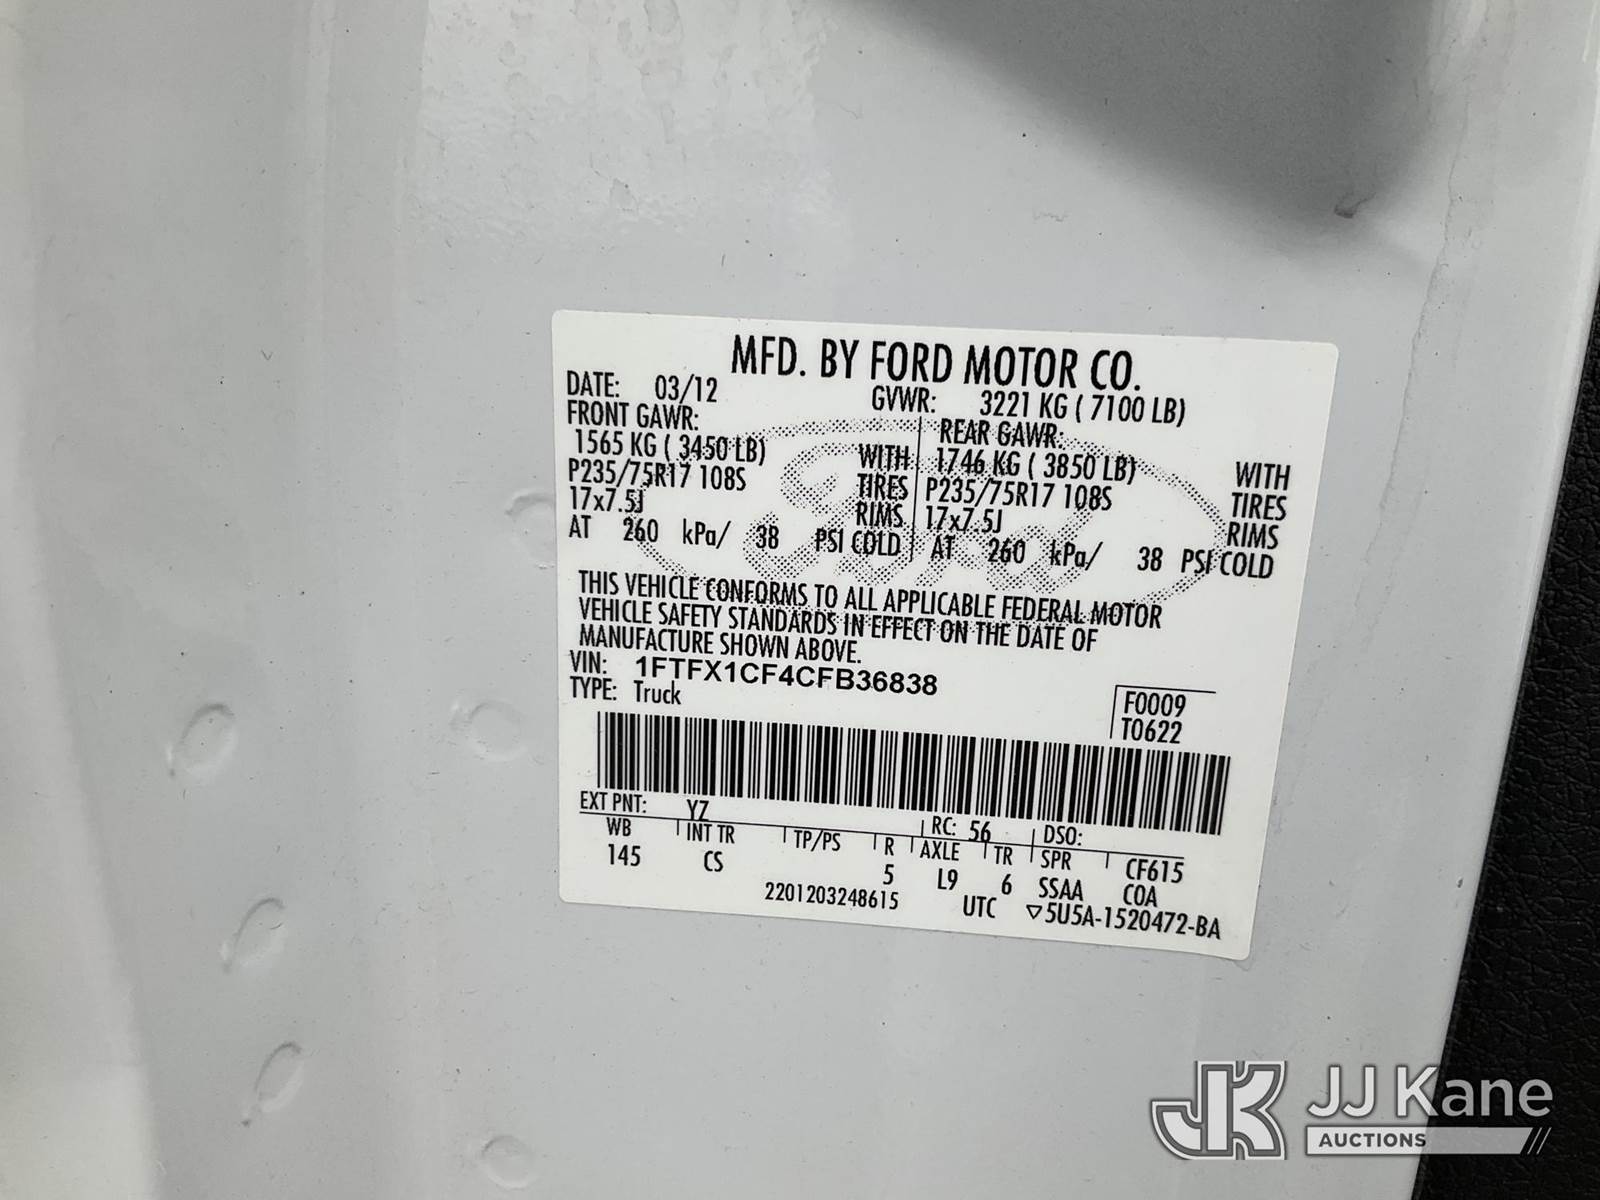 MFD. BY FORD MOTOR CO.
DATE: 03/12 GVWR: 3221 KG ( 7100 LB)
FRONT GAWR: REAR GAWR:
1565 KG ( 3450 LB) WITH 1746 KG ( 3850 LB) WITH
P235/75R17 108S TIRES P235/75R17 108S TIRES
17x7.5J RIMS 17x7.5J RIMS
AT 260 kPa/ 38 PSI COLD AT 260 kPa/ 38 PSI COLD
THIS VEHICLE CONFORMS TO ALL APPLICABLE FEDERAL MOTOR
VEHICLE SAFETY STANDARDS IN EFFECT ON THE DATE OF
MANUFACTURE SHOWN ABOVE.
VIN: 1FTFX1CF4CFB36838
TYPE: Truck
F0009
T0622
EXT PNT: YZ RC: 56 DSO:
WB INT TR TP/PS R AXLE TR SPR CF615
145 CS 5 L9 6 SSAA COA
2201203248615 UTC ▽5U5A-1520472-BA
Ford
JK JJ Kane
AUCTIONS